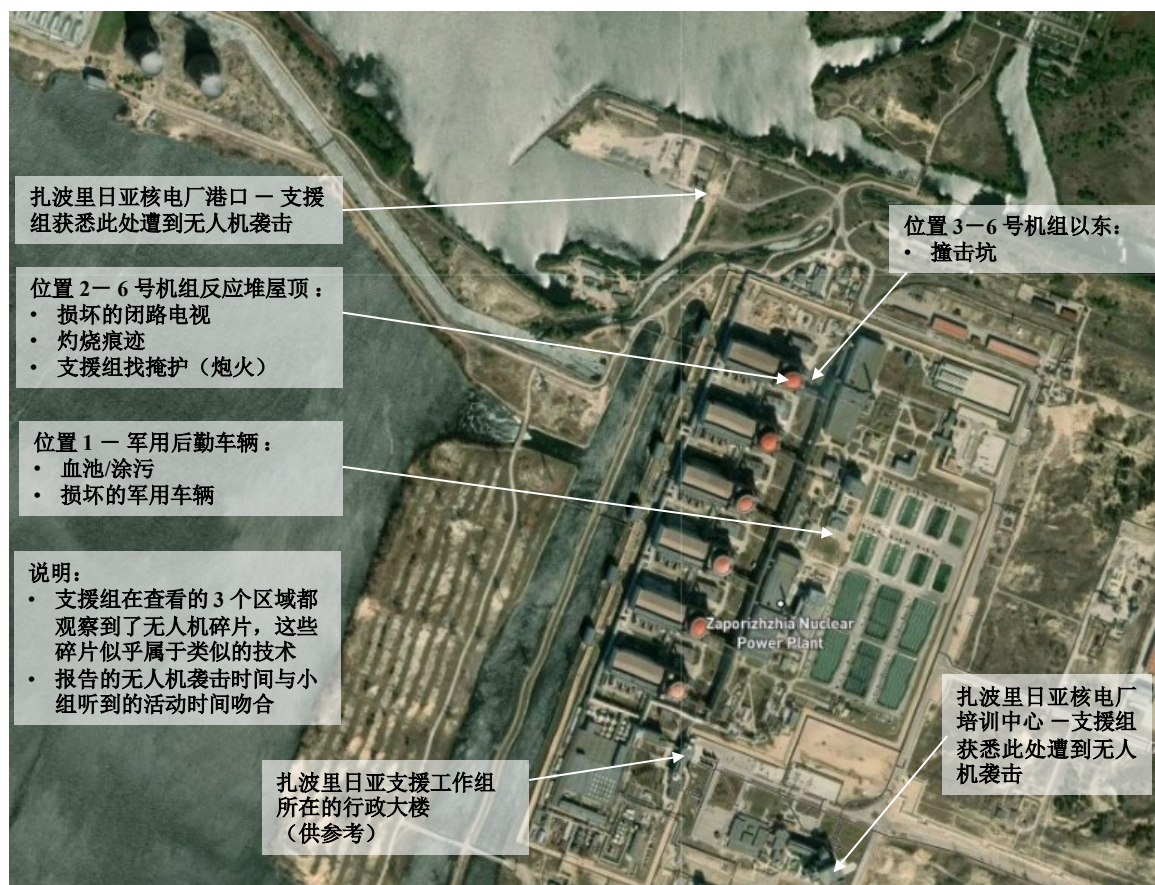 扎波里日亚核电厂港口 － 支援
组获悉此处遭到无人机袭击
位置 3－6 号机组以东：
• 撞击坑
位置 2－ 6 号机组反应堆屋顶：
• 损坏的闭路电视
• 灼烧痕迹
• 支援组找掩护（炮火）
位置 1 － 军用后勤车辆：
• 血池/涂污
• 损坏的军用车辆
说明：
• 支援组在查看的 3 个区域都
观察到了无人机碎片，这些
碎片似乎属于类似的技术
• 报告的无人机袭击时间与小
组听到的活动时间吻合
Zaporizhzhia Nuclear
Power Plant
扎波里日亚核电厂
培训中心 －支援组
获悉此处遭到无人
机袭击
扎波里日亚支援工作组
所在的行政大楼
（供参考）